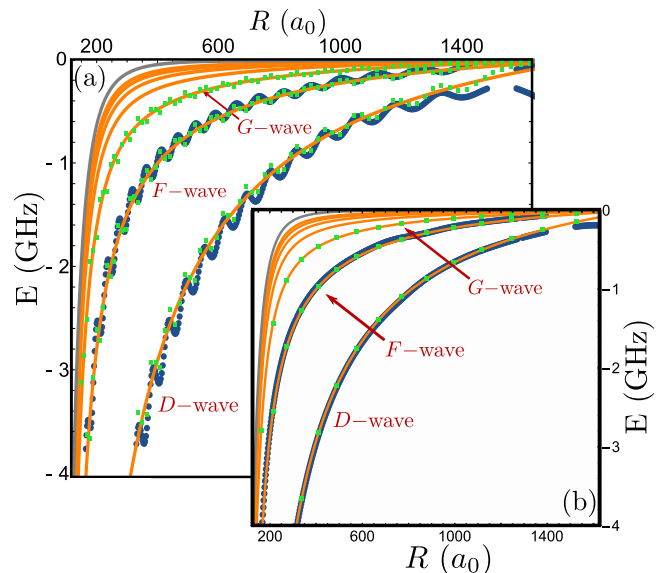 R (a0)
200 600 1000 1400
0
(a)
G-wave
- 1
F-wave
E (GHz)
- 2
- 3
D-wave
- 4
0
G-wave
−1
F-wave
E (GHz)
−2
D-wave
−3
(b)
−4
200 600 1000 1400
R (a0)